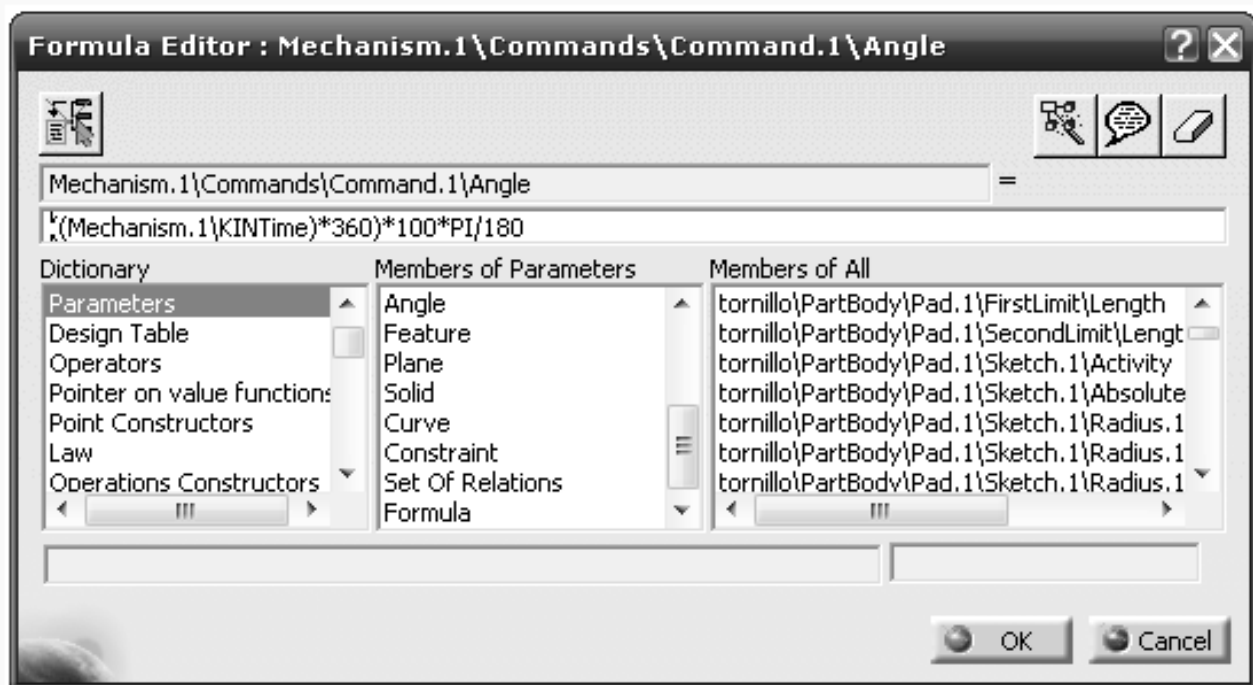 Formula Editor : Mechanism.1\Commands\Command.1\Angle
Mechanism.1\Commands\Command.1\Angle =
(Mechanism.1\KINTime)*360)*100*PI/180
Dictionary
Parameters
Design Table
Operators
Pointer on value functions
Point Constructors
Law
Operations Constructors
Members of Parameters
Angle
Feature
Plane
Solid
Curve
Constraint
Set Of Relations
Formula
Members of All
tornillo\PartBody\Pad.1\FirstLimit\Length
tornillo\PartBody\Pad.1\SecondLimit\Lengt
tornillo\PartBody\Pad.1\Sketch.1\Activity
tornillo\PartBody\Pad.1\Sketch.1\Absolute
tornillo\PartBody\Pad.1\Sketch.1\Radius.1
tornillo\PartBody\Pad.1\Sketch.1\Radius.1
tornillo\PartBody\Pad.1\Sketch.1\Radius.1
OK
Cancel